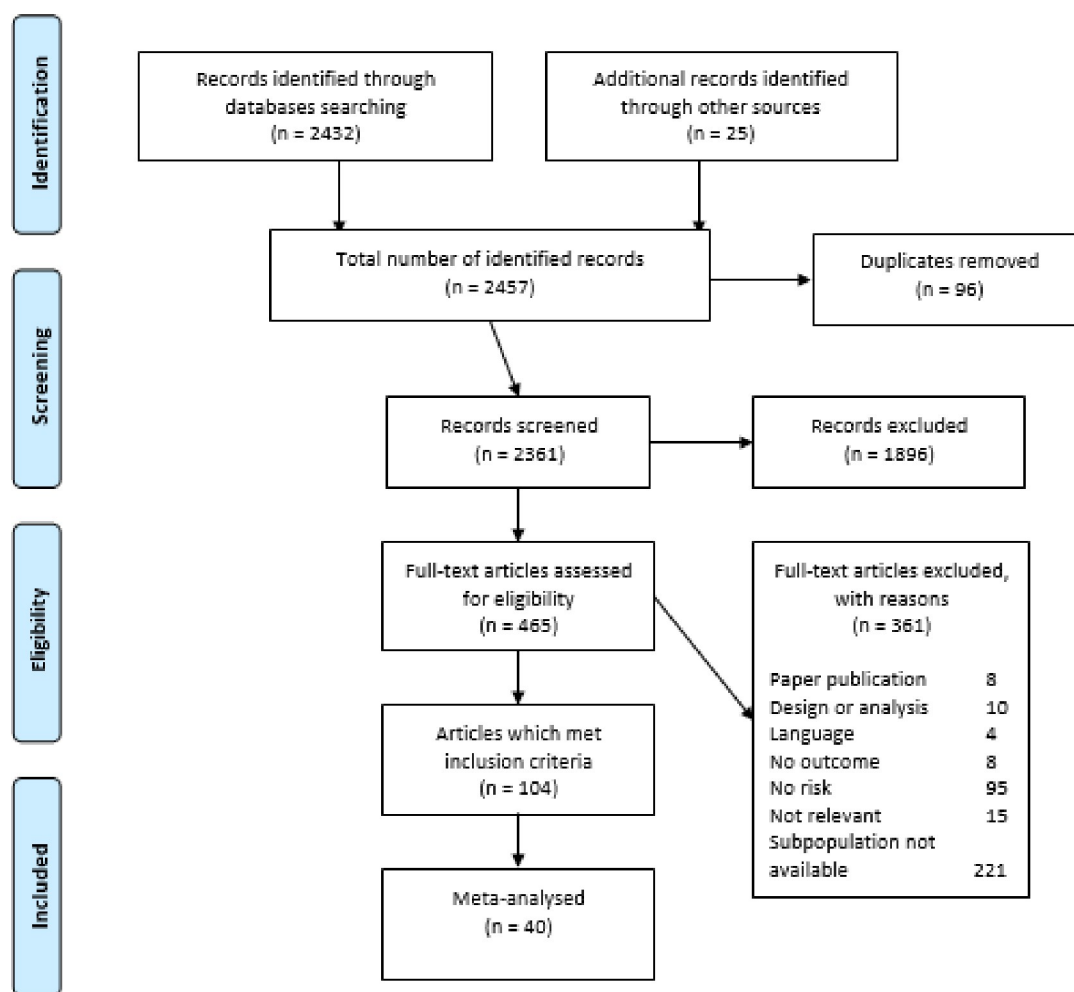 Identification
Records identified through
databases searching
(n = 2432)
Additional records identified
through other sources
(n = 25)
Total number of identified records
(n = 2457)
Duplicates removed
(n = 96)
Screening
Records screened
(n = 2361)
Records excluded
(n = 1896)
Eligibility
Full-text articles assessed
for eligibility
(n = 465)
Full-text articles excluded,
with reasons
(n = 361)
Paper publication 8
Design or analysis 10
Language 4
No outcome 8
No risk 95
Not relevant 15
Subpopulation not
available 221
Articles which met
inclusion criteria
(n = 104)
Included
Meta-analysed
(n = 40)